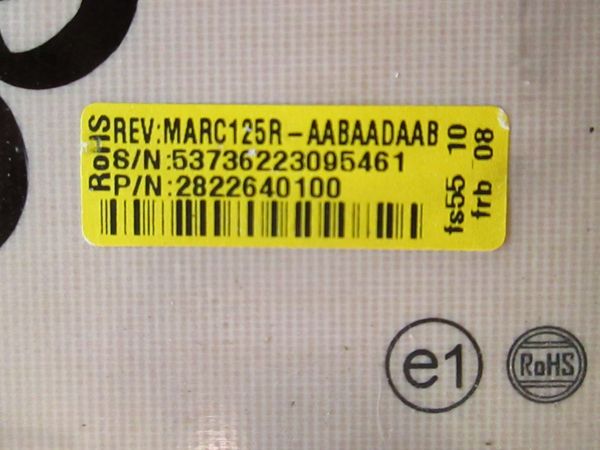 RoHS
REV:MARC125R-AABAADAAB
S/N:53736223095461
P/N:2822640100
fs55 10
frb 08
e1
RoHS